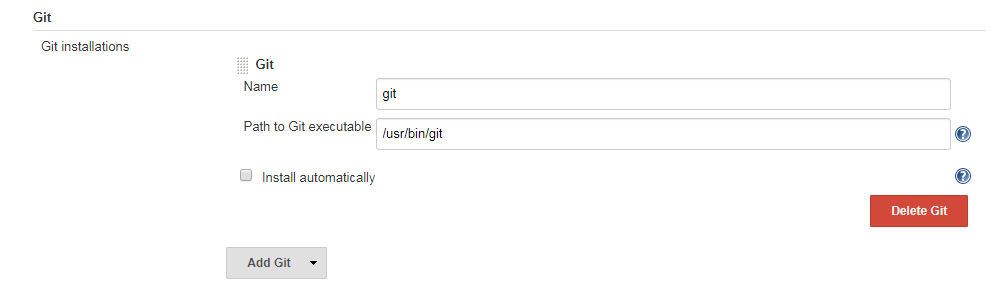 Git
Git installations
Git
Name
git
Path to Git executable
/usr/bin/git
?
Install automatically
?
Delete Git
Add Git